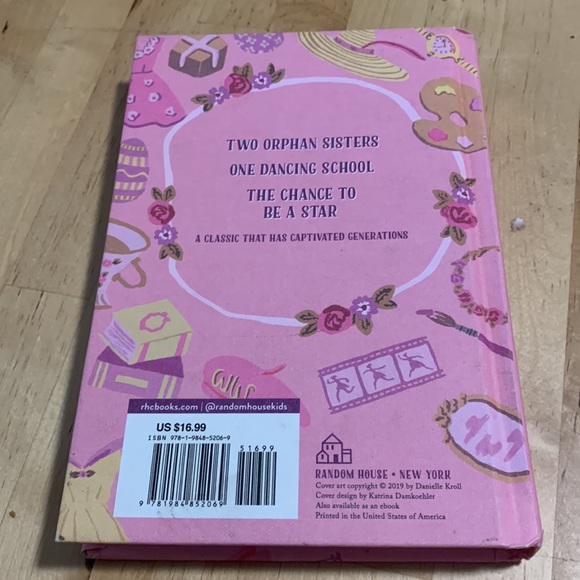 TWO ORPHAN SISTERS
ONE DANCING SCHOOL
THE CHANCE TO
BE A STAR
A CLASSIC THAT HAS CAPTIVATED GENERATIONS
rhcbooks.com | @randomhousekids
US $16.99
ISBN 978-1-9848-5206-9
51699
9 781984 852069
RANDOM HOUSE • NEW YORK
Cover art copyright © 2019 by Danielle Kroll
Cover design by Katrina Damkoehler
Also available as an ebook
Printed in the United States of America